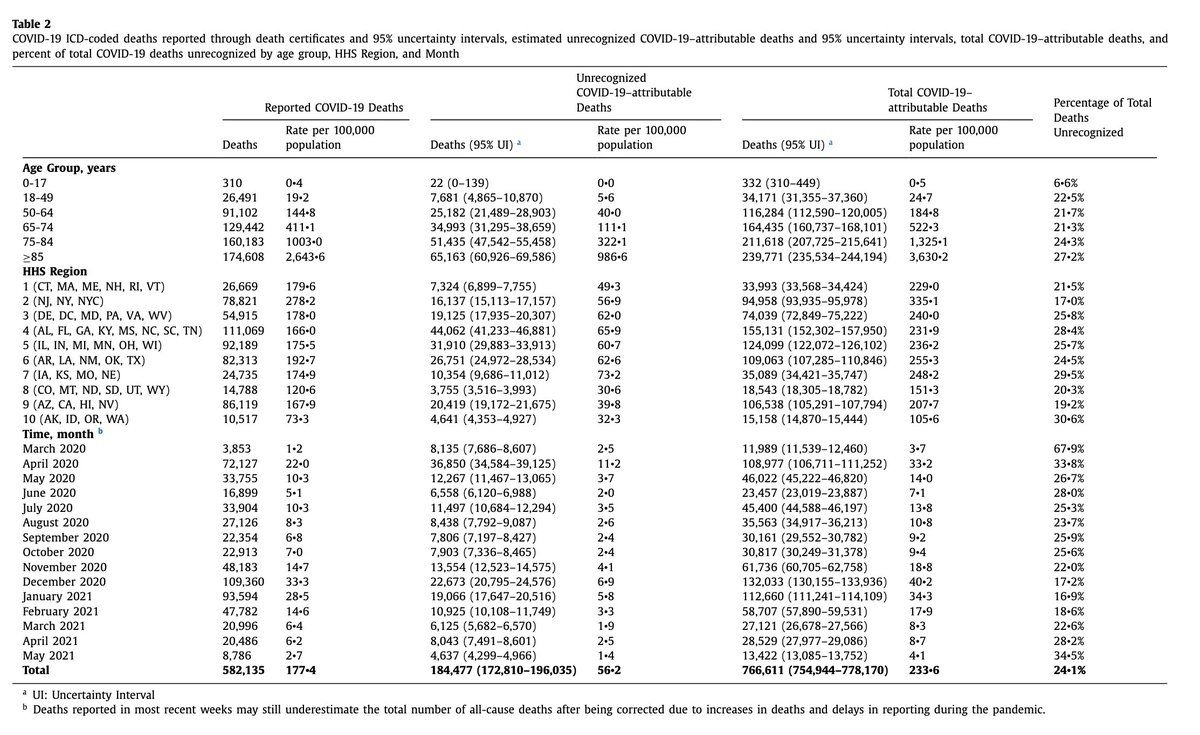 Table 2
COVID-19 ICD-coded deaths reported through death certificates and 95% uncertainty intervals, estimated unrecognized COVID-19–attributable deaths and 95% uncertainty intervals, total COVID-19–attributable deaths, and
percent of total COVID-19 deaths unrecognized by age group, HHS Region, and Month
Reported COVID-19 Deaths Unrecognized COVID-19–attributable Deaths Total COVID-19–attributable Deaths Percentage of Total Deaths Unrecognized
Deaths Rate per 100,000 population Deaths (95% UI) a Rate per 100,000 population Deaths (95% UI) a Rate per 100,000 population
Age Group, years
0-17 310 0·4 22 (0–139) 0·0 332 (310–449) 0·5 6·6%
18-49 26,491 19·2 7,681 (4,865–10,870) 5·6 34,171 (31,355–37,360) 24·7 22·5%
50-64 91,102 144·8 25,182 (21,489–28,903) 40·0 116,284 (112,590–120,005) 184·8 21·7%
65-74 129,442 411·1 34,993 (31,295–38,659) 111·1 164,435 (160,737–168,101) 522·3 21·3%
75-84 160,183 1003·0 51,435 (47,542–55,458) 322·1 211,618 (207,725–215,641) 1,325·1 24·3%
≥85 174,608 2,643·6 65,163 (60,926–69,586) 986·6 239,771 (235,534–244,194) 3,630·2 27·2%
HHS Region
1 (CT, MA, ME, NH, RI, VT) 26,669 179·6 7,324 (6,899–7,755) 49·3 33,993 (33,568–34,424) 229·0 21·5%
2 (NJ, NY, NYC) 78,821 278·2 16,137 (15,113–17,157) 56·9 94,958 (93,935–95,978) 335·1 17·0%
3 (DE, DC, MD, PA, VA, WV) 54,915 178·0 19,125 (17,935–20,307) 62·0 74,039 (72,849–75,222) 240·0 25·8%
4 (AL, FL, GA, KY, MS, NC, SC, TN) 111,069 166·0 44,062 (41,233–46,881) 65·9 155,131 (152,302–157,950) 231·9 28·4%
5 (IL, IN, MI, MN, OH, WI) 92,189 175·5 31,910 (29,883–33,913) 60·7 124,099 (122,072–126,102) 236·2 25·7%
6 (AR, LA, NM, OK, TX) 82,313 192·7 26,751 (24,972–28,534) 62·6 109,063 (107,285–110,846) 255·3 24·5%
7 (IA, KS, MO, NE) 24,735 174·9 10,354 (9,686–11,012) 73·2 35,089 (34,421–35,747) 248·2 29·5%
8 (CO, MT, ND, SD, UT, WY) 14,788 120·6 3,755 (3,516–3,993) 30·6 18,543 (18,305–18,782) 151·3 20·3%
9 (AZ, CA, HI, NV) 86,119 167·9 20,419 (19,172–21,675) 39·8 106,538 (105,291–107,794) 207·7 19·2%
10 (AK, ID, OR, WA) 10,517 73·3 4,641 (4,353–4,927) 32·3 15,158 (14,870–15,444) 105·6 30·6%
Time, month b
March 2020 3,853 1·2 8,135 (7,686–8,607) 2·5 11,989 (11,539–12,460) 3·7 67·9%
April 2020 72,127 22·0 36,850 (34,584–39,125) 11·2 108,977 (106,711–111,252) 33·2 33·8%
May 2020 33,755 10·3 12,267 (11,467–13,065) 3·7 46,022 (45,222–46,820) 14·0 26·7%
June 2020 16,899 5·1 6,558 (6,120–6,988) 2·0 23,457 (23,019–23,887) 7·1 28·0%
July 2020 33,904 10·3 11,497 (10,684–12,294) 3·5 45,400 (44,588–46,197) 13·8 25·3%
August 2020 27,126 8·3 8,438 (7,792–9,087) 2·6 35,563 (34,917–36,213) 10·8 23·7%
September 2020 22,354 6·8 7,806 (7,197–8,427) 2·4 30,161 (29,552–30,782) 9·2 25·9%
October 2020 22,913 7·0 7,903 (7,336–8,465) 2·4 30,817 (30,249–31,378) 9·4 25·6%
November 2020 48,183 14·7 13,554 (12,523–14,575) 4·1 61,736 (60,705–62,758) 18·8 22·0%
December 2020 109,360 33·3 22,673 (20,795–24,576) 6·9 132,033 (130,155–133,936) 40·2 17·2%
January 2021 93,594 28·5 19,066 (17,647–20,516) 5·8 112,660 (111,241–114,109) 34·3 16·9%
February 2021 47,782 14·6 10,925 (10,108–11,749) 3·3 58,707 (57,890–59,531) 17·9 18·6%
March 2021 20,996 6·4 6,125 (5,682–6,570) 1·9 27,121 (26,678–27,566) 8·3 22·6%
April 2021 20,486 6·2 8,043 (7,491–8,601) 2·5 28,529 (27,977–29,086) 8·7 28·2%
May 2021 8,786 2·7 4,637 (4,299–4,966) 1·4 13,422 (13,085–13,752) 4·1 34·5%
Total 582,135 177·4 184,477 (172,810–196,035) 56·2 766,611 (754,944–778,170) 233·6 24·1%
a UI: Uncertainty Interval
b Deaths reported in most recent weeks may still underestimate the total number of all-cause deaths after being corrected due to increases in deaths and delays in reporting during the pandemic.